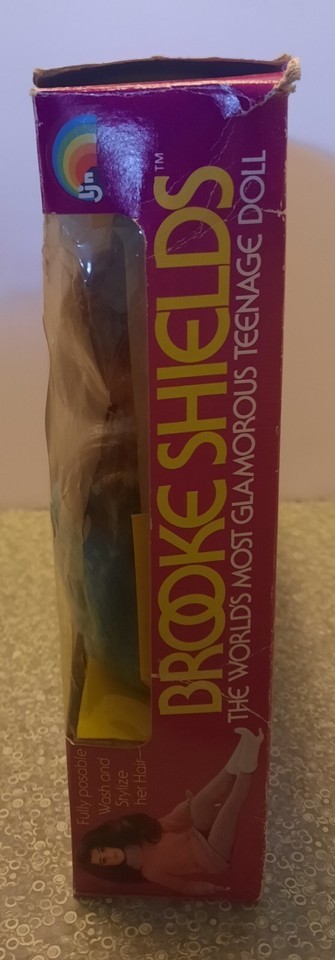 ljn
BROOKE SHIELDS™
THE WORLD'S MOST GLAMOROUS TEENAGE DOLL
Fully posable
Wash and
Stylize
her Hair—